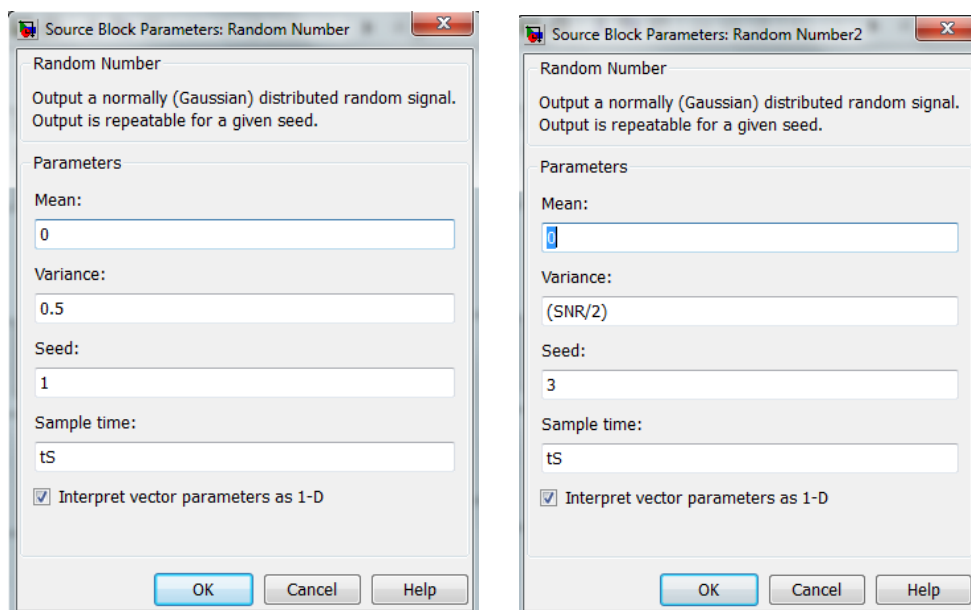 Source Block Parameters: Random Number
Random Number
Output a normally (Gaussian) distributed random signal.
Output is repeatable for a given seed.
Parameters
Mean:
0
Variance:
0.5
Seed:
1
Sample time:
tS
Interpret vector parameters as 1-D
OK
Cancel
Help
Source Block Parameters: Random Number2
Random Number
Output a normally (Gaussian) distributed random signal.
Output is repeatable for a given seed.
Parameters
Mean:
0
Variance:
(SNR/2)
Seed:
3
Sample time:
tS
Interpret vector parameters as 1-D
OK
Cancel
Help